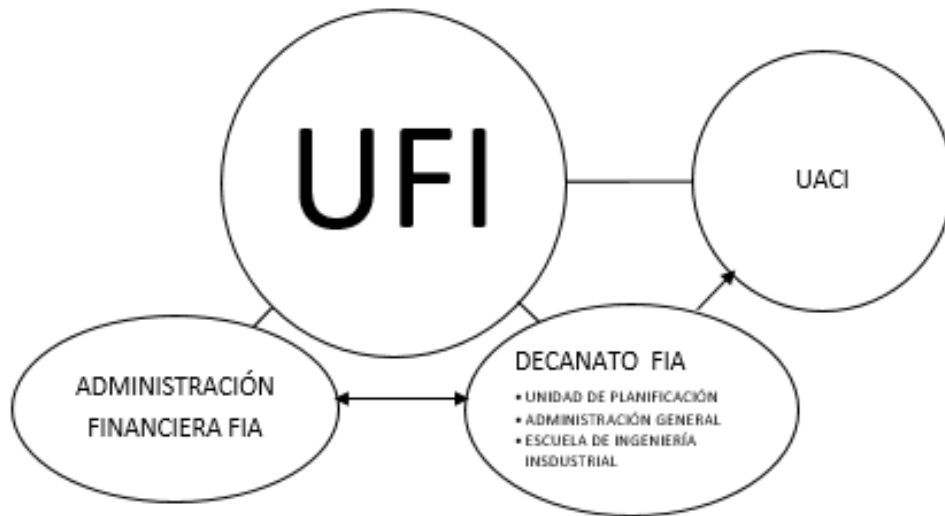 UFI
UACI
ADMINISTRACIÓN
FINANCIERA FIA
DECANATO FIA
• UNIDAD DE PLANIFICACIÓN
• ADMINISTRACIÓN GENERAL
• ESCUELA DE INGENIERÍA
INSDUSTRIAL